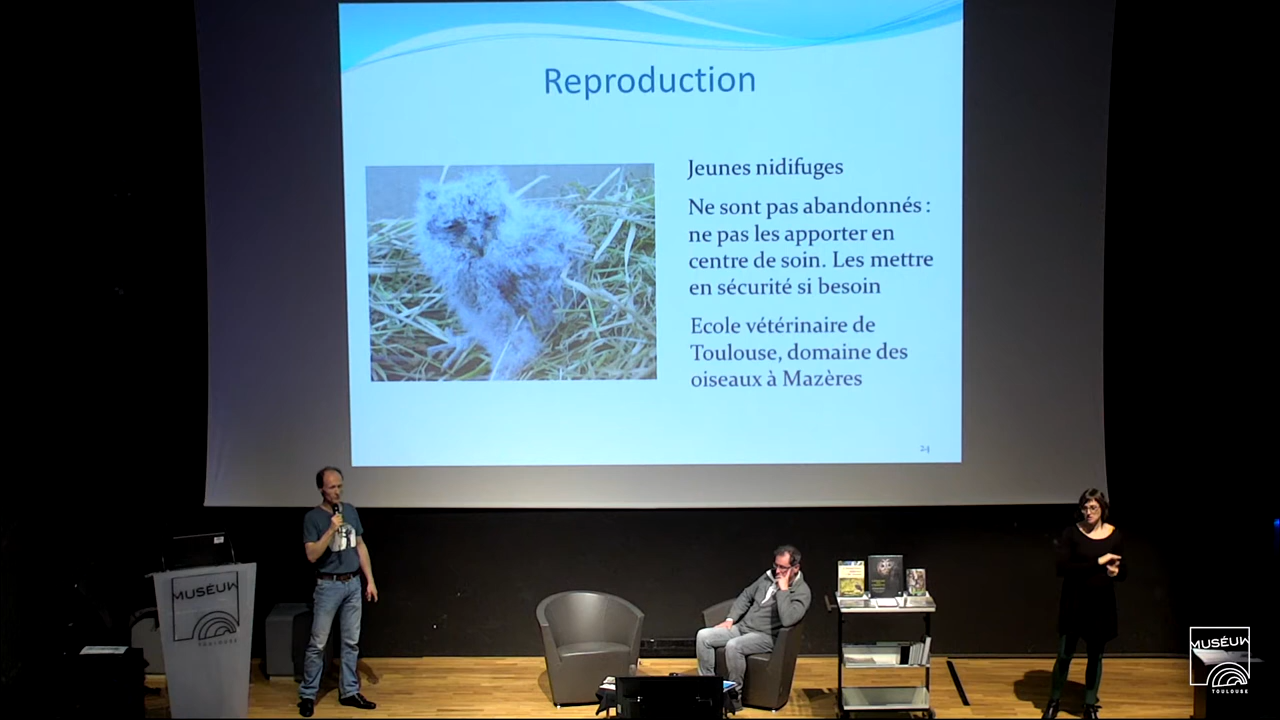 Reproduction
Jeunes nidifuges
Ne sont pas abandonnés :
ne pas les apporter en
centre de soin. Les mettre
en sécurité si besoin
Ecole vétérinaire de
Toulouse, domaine des
oiseaux à Mazères
24
MUSÉUM
TOULOUSE
MUSÉUM
TOULOUSE